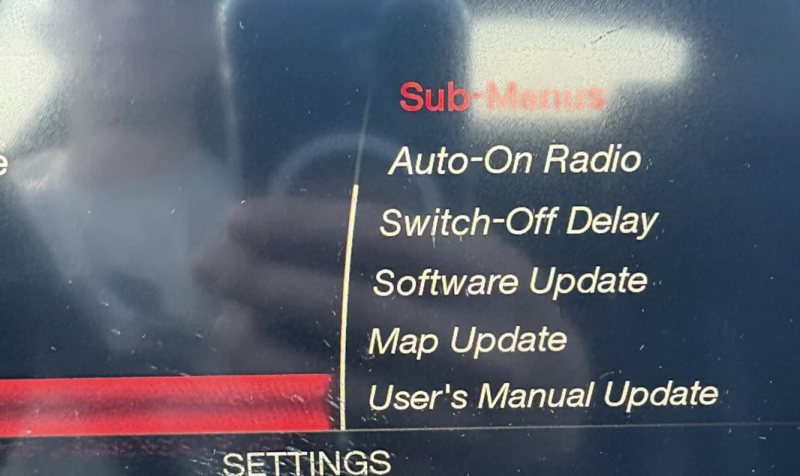 Sub-Menus
e
Auto-On Radio
Switch-Off Delay
Software Update
Map Update
User's Manual Update
SETTINGS